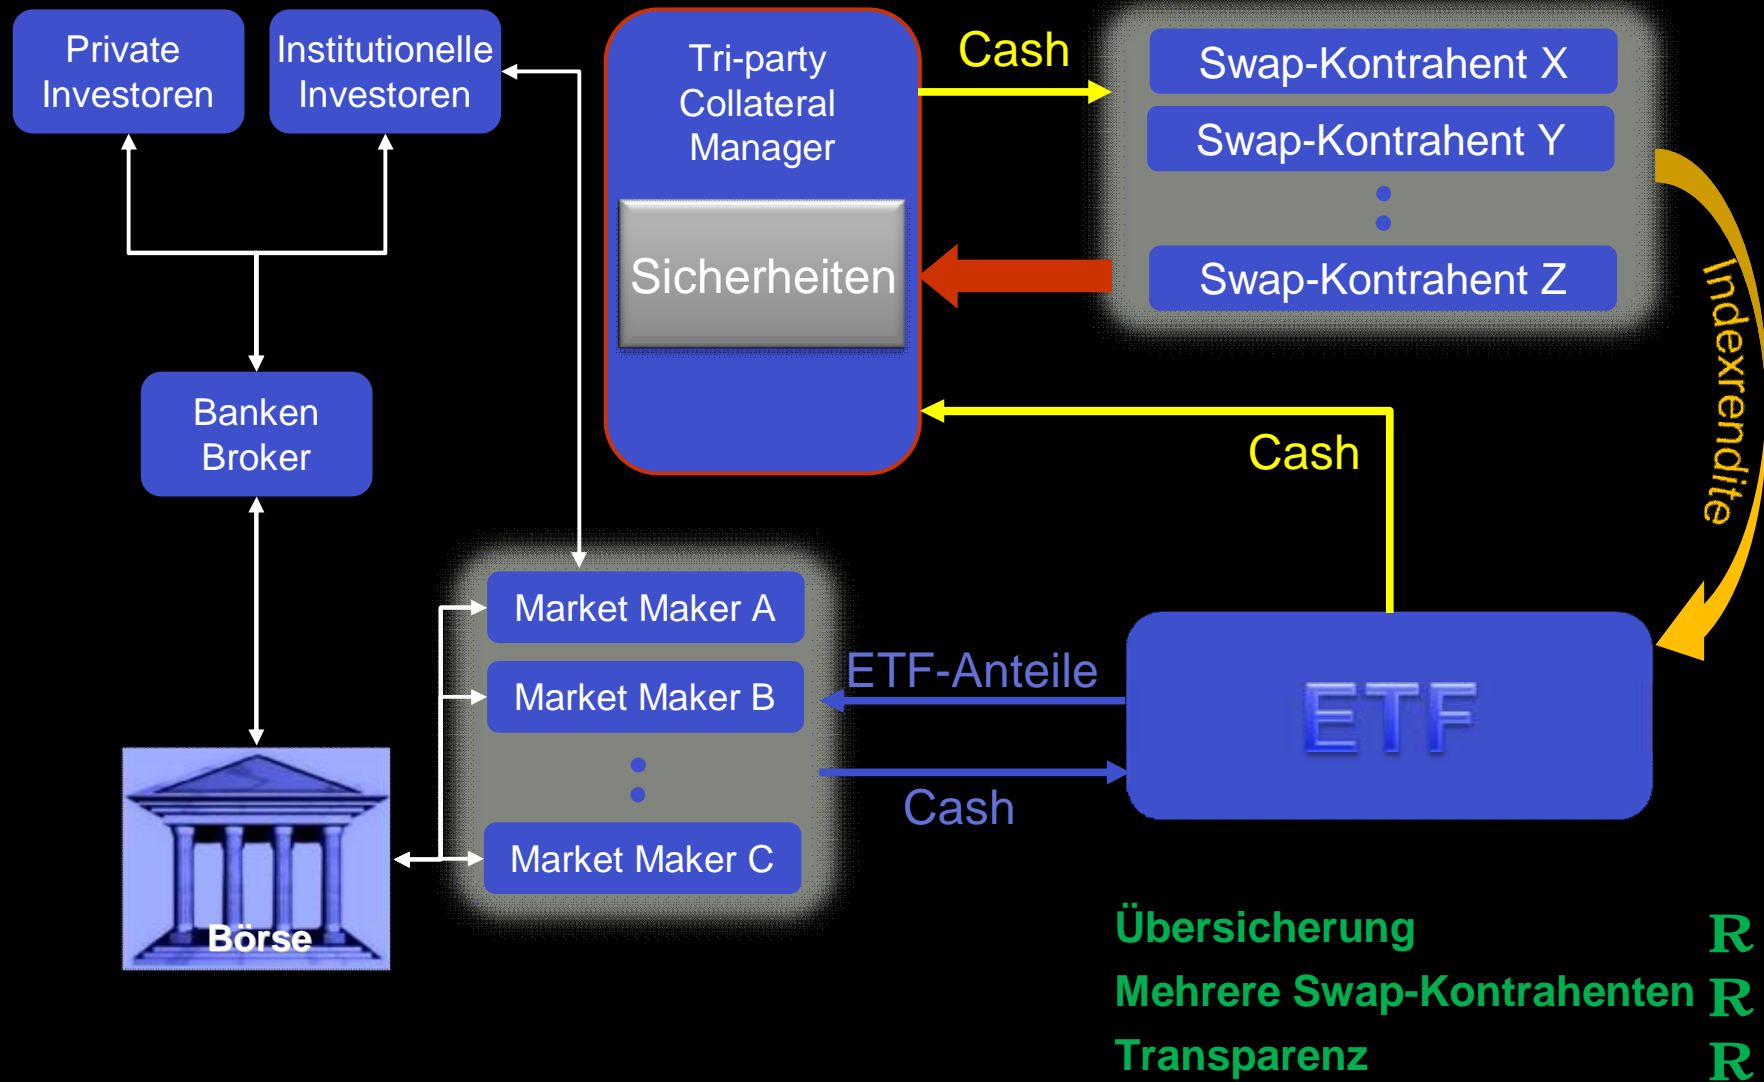 Private
Investoren
Institutionelle
Investoren
Tri-party
Collateral
Manager
Cash
Swap-Kontrahent X
Swap-Kontrahent Y
Sicherheiten
Swap-Kontrahent Z
Indexrendite
Banken
Broker
Cash
Market Maker A
ETF-Anteile
Market Maker B
ETF
Cash
Market Maker C
Börse
Übersicherung R
Mehrere Swap-Kontrahenten R
Transparenz R